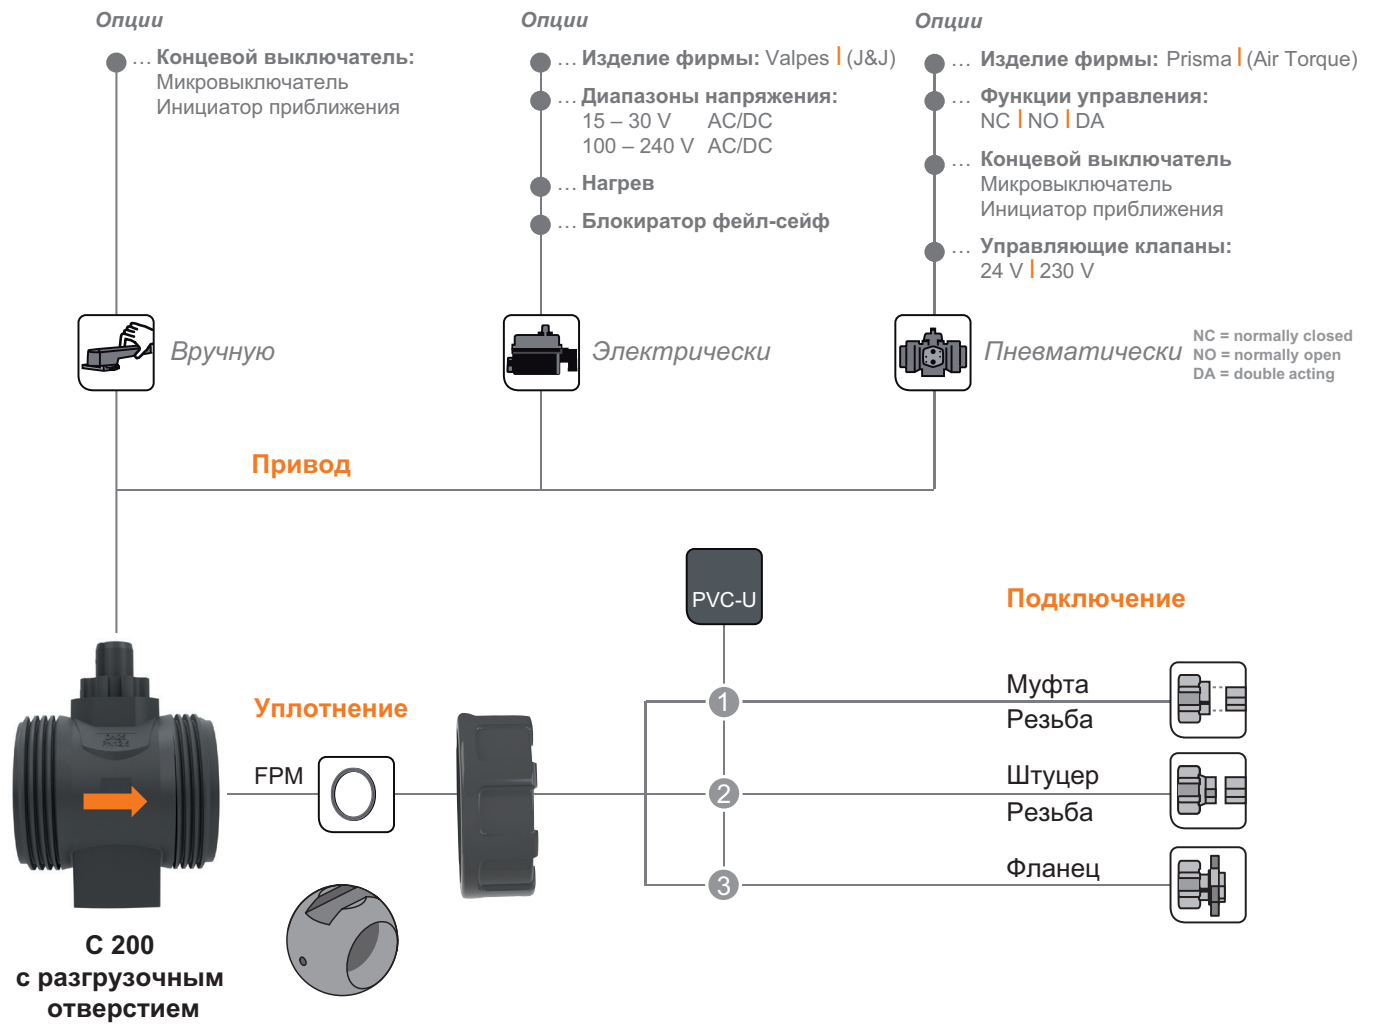 Опции
… Концевой выключатель:
Микровыключатель
Инициатор приближения
Вручную
Опции
… Изделие фирмы: Valpes | (J&J)
… Диапазоны напряжения:
15 – 30 V AC/DC
100 – 240 V AC/DC
… Нагрев
… Блокиратор фейл-сейф
Электрически
Опции
… Изделие фирмы: Prisma | (Air Torque)
… Функции управления:
NC | NO | DA
… Концевой выключатель
Микровыключатель
Инициатор приближения
… Управляющие клапаны:
24 V | 230 V
Пневматически
NC = normally closed
NO = normally open
DA = double acting
Привод
PVC-U
Подключение
Уплотнение
FPM
1
Муфта
Резьба
2
Штуцер
Резьба
3
Фланец
C 200
с разгрузочным
отверстием